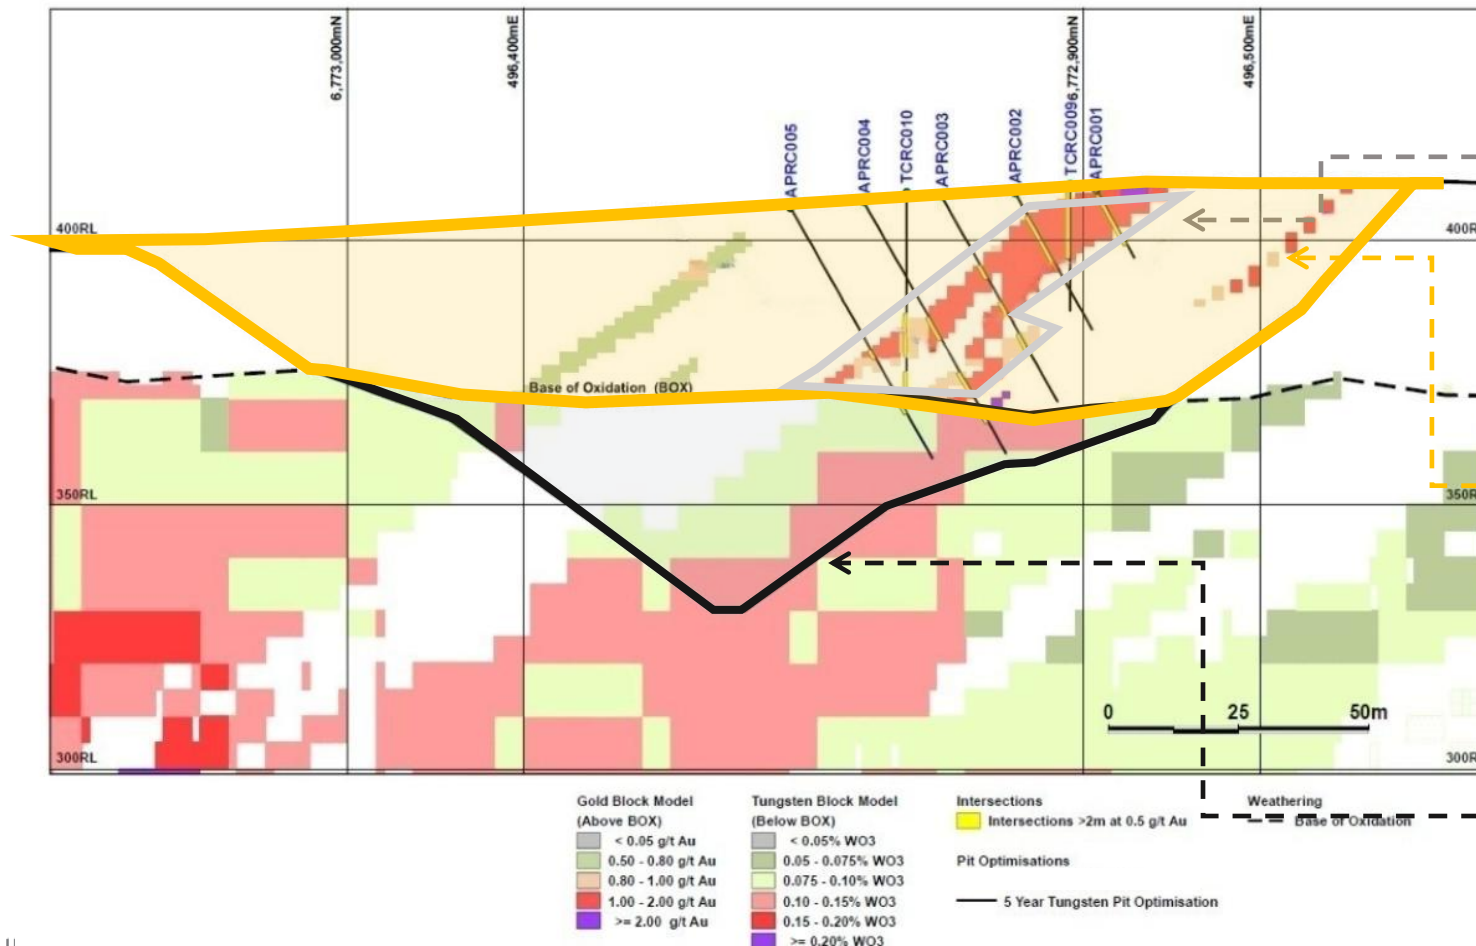 6,773,000mN
496,400mE
6,772,900mN
496,500mE
APRC005
APRC004
TCRC010
APRC003
APRC002
TCRC009
APRC001
400RL
400R
Base of Oxidation (BOX)
350RL
350R
0 25 50m
300RL
300R
Gold Block Model
(Above BOX)
< 0.05 g/t Au
0.50 - 0.80 g/t Au
0.80 - 1.00 g/t Au
1.00 - 2.00 g/t Au
>= 2.00 g/t Au
Tungsten Block Model
(Below BOX)
< 0.05% WO3
0.05 - 0.075% WO3
0.075 - 0.10% WO3
0.10 - 0.15% WO3
0.15 - 0.20% WO3
>= 0.20% WO3
Intersections
Intersections >2m at 0.5 g/t Au
Pit Optimisations
5 Year Tungsten Pit Optimisation
Weathering
Base of Oxidation